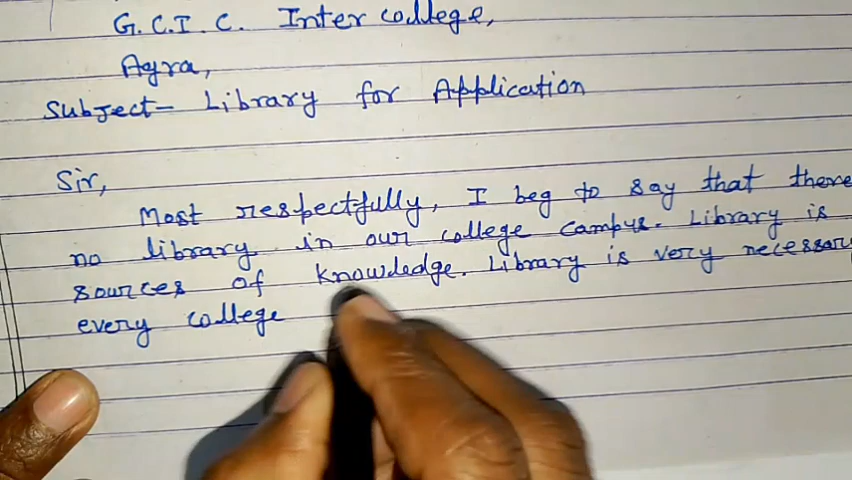 G.C.I.C. Inter college,
Agra,
Subject- Library for Application
Sir,
Most respectfully, I beg to say that there
no library in our college campus. Library is
sources of knowledge. Library is very necessary
every college